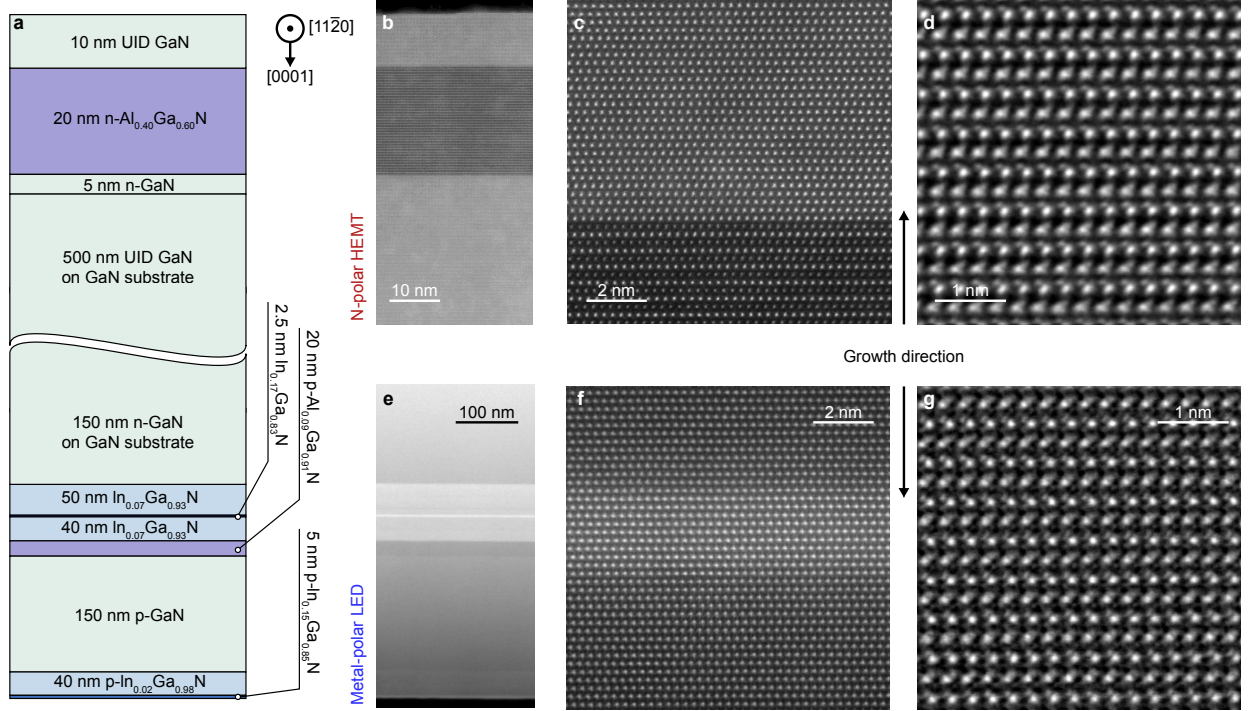 a
10 nm UID GaN
20 nm n-Al0.40Ga0.60N
5 nm n-GaN
500 nm UID GaN
on GaN substrate
150 nm n-GaN
on GaN substrate
50 nm In0.07Ga0.93N
40 nm In0.07Ga0.93N
150 nm p-GaN
40 nm p-In0.02Ga0.98N
[112̄0]
[0001]
2.5 nm In0.17Ga0.83N
20 nm p-Al0.09Ga0.91N
5 nm p-In0.15Ga0.85N
N-polar HEMT
b
10 nm
c
2 nm
d
1 nm
Growth direction
Metal-polar LED
e
100 nm
f
2 nm
g
1 nm